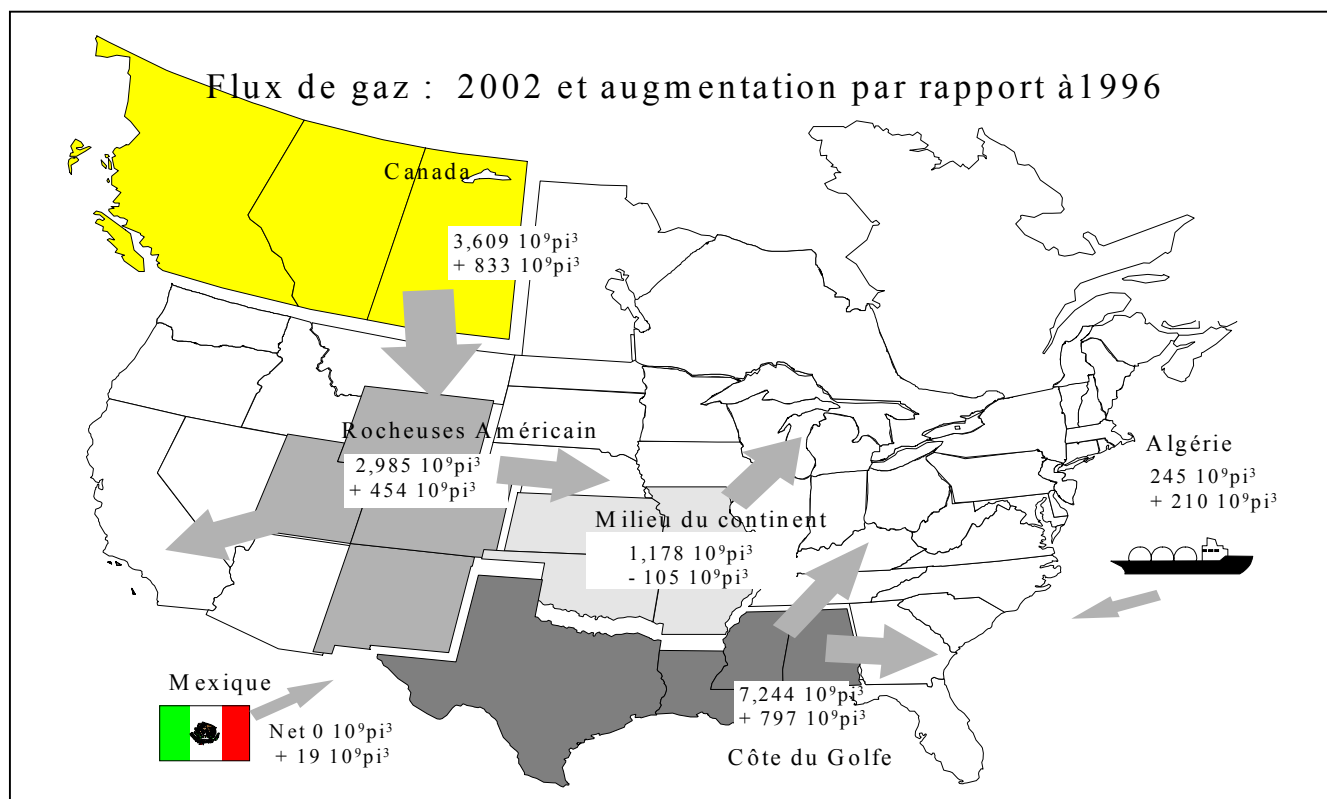 Flux de gaz : 2002 et augmentation par rapport à1996
Canada
3,609 10⁹pi³
+ 833 10⁹pi³
Rocheuses Américain
2,985 10⁹pi³
+ 454 10⁹pi³
Algérie
245 10⁹pi³
+ 210 10⁹pi³
Milieu du continent
1,178 10⁹pi³
- 105 10⁹pi³
Mexique
Net 0 10⁹pi³
+ 19 10⁹pi³
7,244 10⁹pi³
+ 797 10⁹pi³
Côte du Golfe